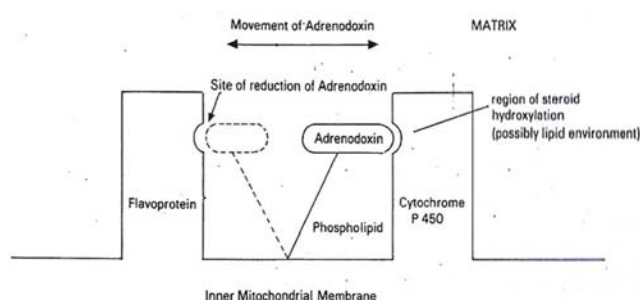 Movement of Adrenodoxin
MATRIX
Site of reduction of Adrenodoxin
region of steroid
hydroxylation
(possibly lipid environment)
Adrenodoxin
Flavoprotein
Phospholipid
Cytochrome
P 450
Inner Mitochondrial Membrane